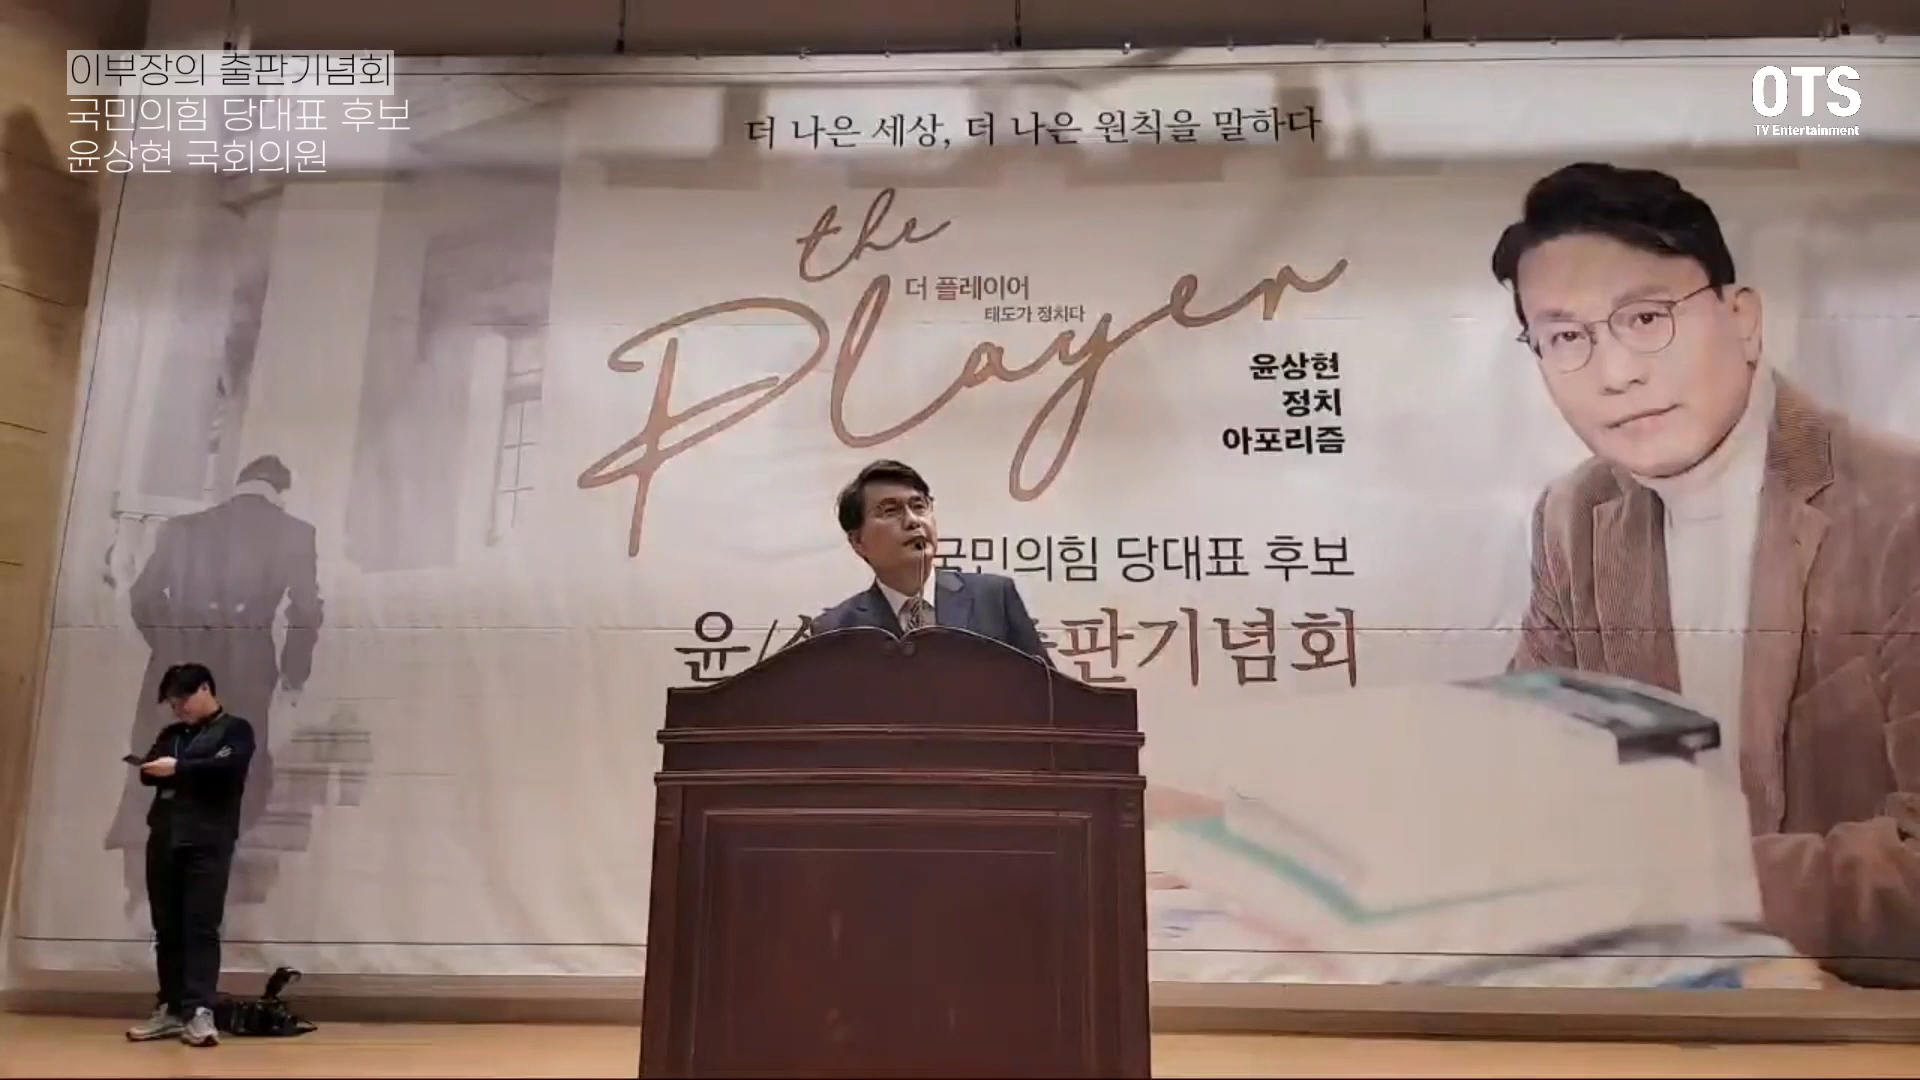 이부장의 출판기념회
국민의힘 당대표 후보
윤상현 국회의원
OTS
TV Entertainment
더 나은 세상, 더 나은 원칙을 말하다
the
Player
더 플레이어
태도가 정치다
윤상현
정치
아포리즘
국민의힘 당대표 후보
윤/ 판기념회